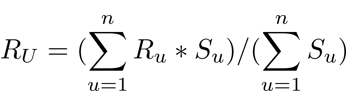 R_U = (\sum_{u=1}^{n} R_u * S_u)/(\sum_{u=1}^{n} S_u)